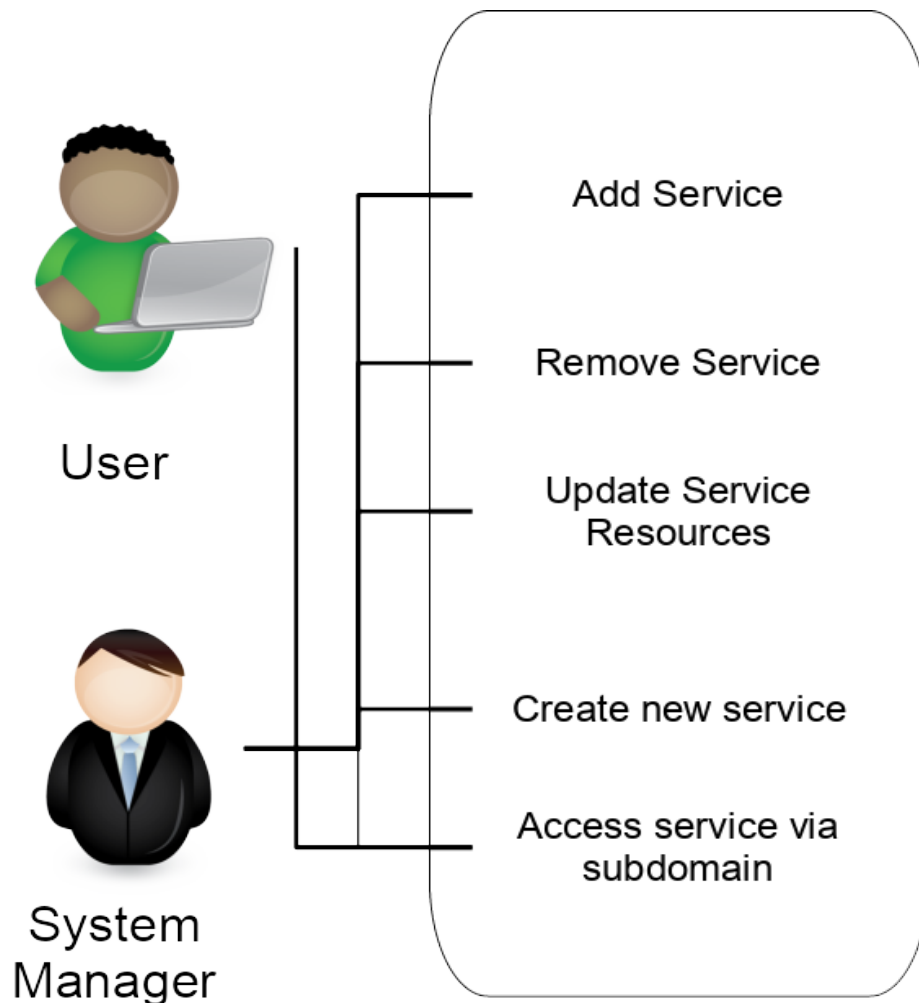 Add Service
Remove Service
User
Update Service
Resources
Create new service
Access service via
subdomain
System
Manager